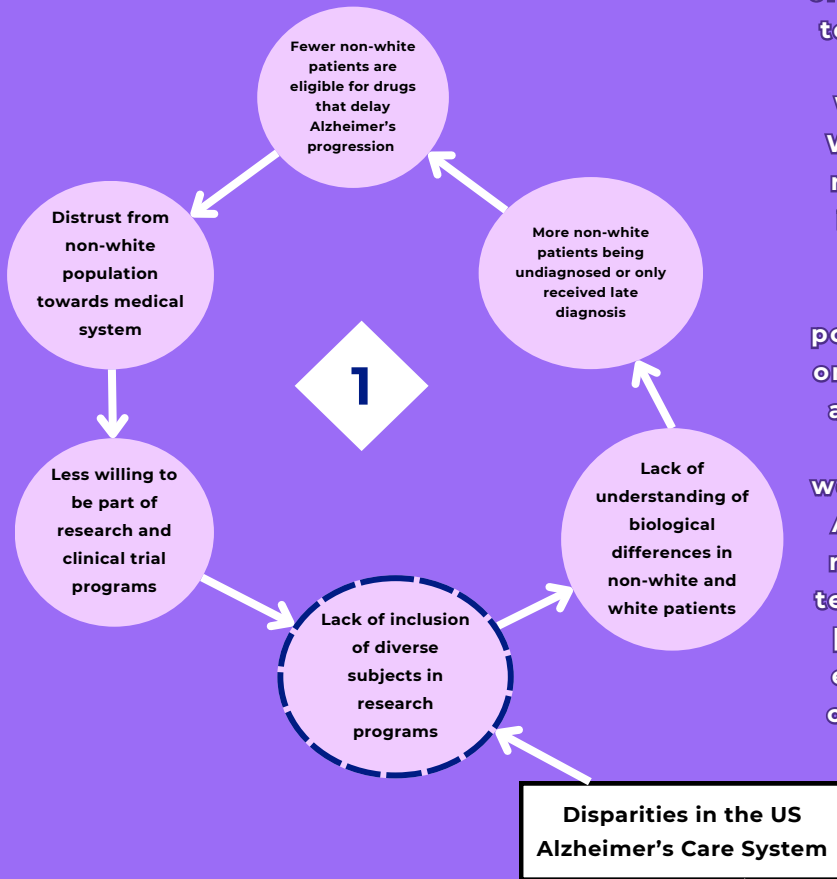 Fewer non-white
patients are
eligible for drugs
that delay
Alzheimer’s
progression
Distrust from
non-white
population
towards medical
system
More non-white
patients being
undiagnosed or only
received late
diagnosis
1
Less willing to
be part of
research and
clinical trial
programs
Lack of
understanding of
biological
differences in
non-white and
white patients
Lack of inclusion
of diverse
subjects in
research
programs
Disparities in the US
Alzheimer’s Care System